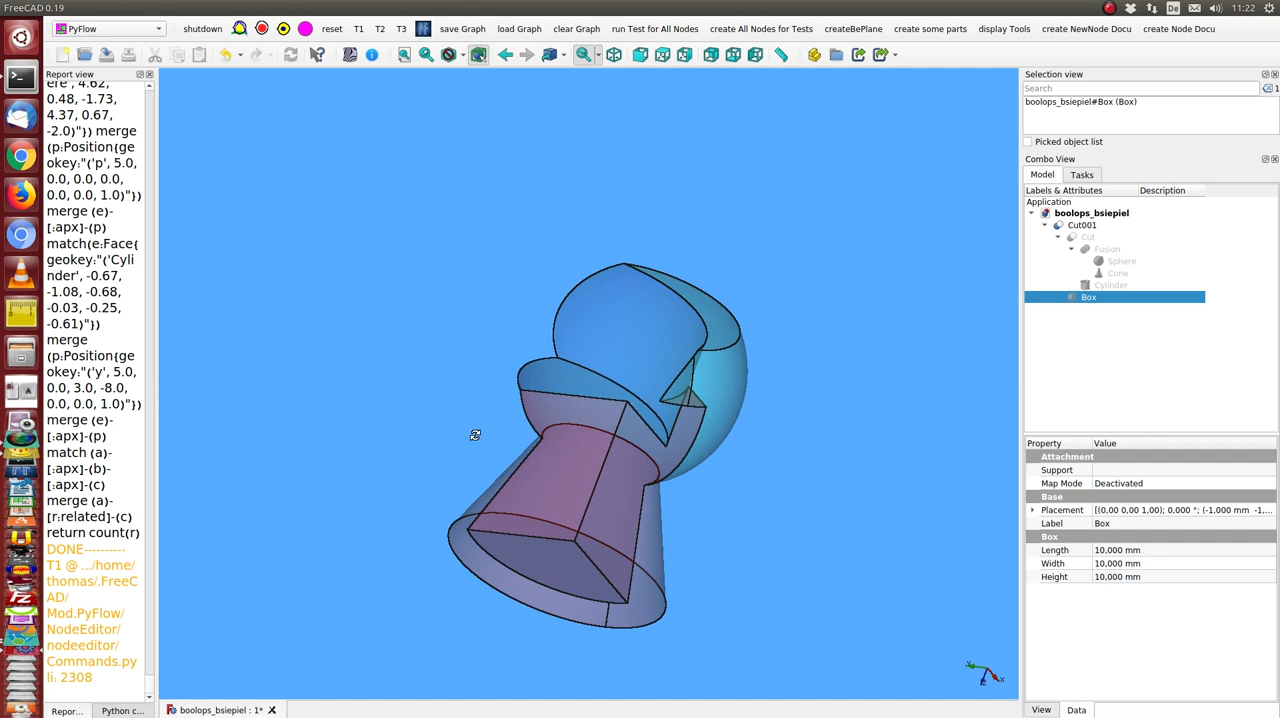 FreeCAD 0.19
De
11:22
PyFlow
shutdown
reset
T1
T2
T3
save Graph
load Graph
clear Graph
run Test for All Nodes
create All Nodes for Tests
createBePlane
create some parts
display Tools
create NewNode Docu
create Node Docu
Report view
ere', 4.62,
0.48, -1.73,
4.37, 0.67,
-2.0)"}) merge
(p:Position{ge
okey:"('p', 5.0,
0.0, 0.0, 0.0,
0.0, 0.0, 1.0)"})
merge (e)-
[:apx]-(p)
match(e:Face{
geokey:"('Cyli
nder', -0.67,
-1.08, -0.68,
-0.03, -0.25,
-0.61)"})
merge
(p:Position{ge
okey:"('y', 5.0,
0.0, 3.0, -8.0,
0.0, 0.0, 1.0)"})
merge (e)-
[:apx]-(p)
match (a)-
[:apx]-(b)-
[:apx]-(c)
merge (a)-
[r:related]-(c)
return count(r)
DONE----------
T1 @ .../home/
thomas/.FreeC
AD/
Mod.PyFlow/
NodeEditor/
nodeeditor/
Commands.py
li: 2308
Repor...
Python c...
boolops_bsiepiel : 1*
Selection view
Search
1
boolops_bsiepiel#Box (Box)
Picked object list
Combo View
Model
Tasks
Labels & Attributes
Description
Application
boolops_bsiepiel
Cut001
Cut
Fusion
Sphere
Cone
Cylinder
Box
Property
Value
Attachment
Support
Map Mode
Deactivated
Base
Placement
[(0,00 0,00 1,00); 0,000 °; (-1,000 mm -1,...
Label
Box
Box
Length
10,000 mm
Width
10,000 mm
Height
10,000 mm
View
Data